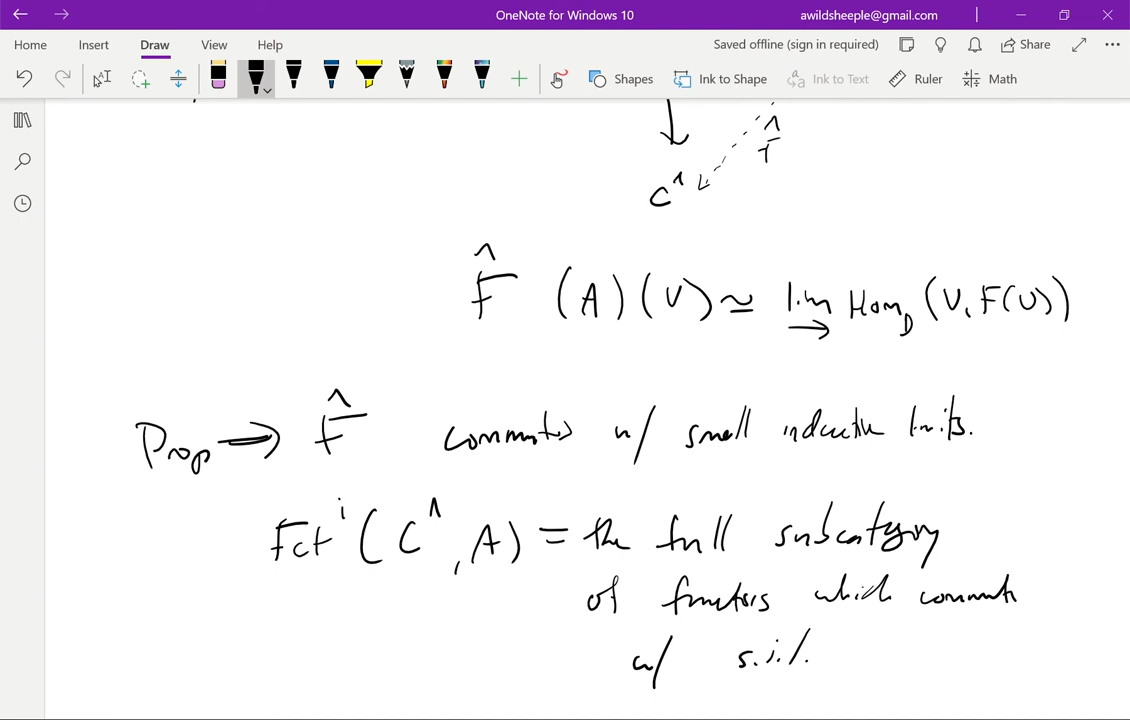 OneNote for Windows 10
awildsheeple@gmail.com
Home Insert Draw View Help
Saved offline (sign in required)
Share
Shapes
Ink to Shape
Ink to Text
Ruler
Math
C^
F̂
F̂ (A)(V) ≃ lim→ Hom_D (V, F(U))
Prop → F̂ commutes w/ small inductive limits.
Fct^i (C^, A) = the full subcategory
of functors which commute
w/ s.i.l.